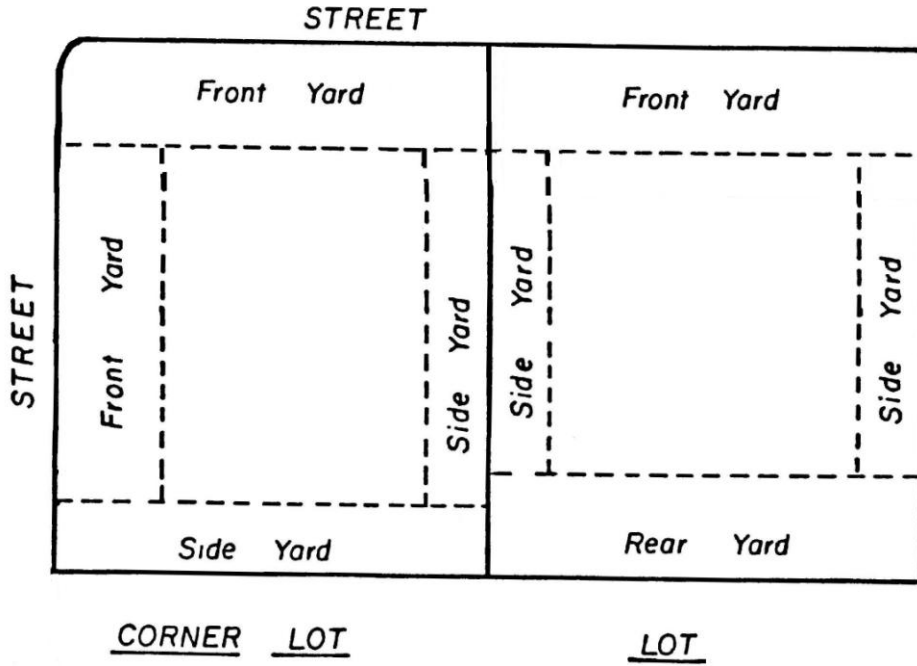 STREET
Front Yard
Front Yard
STREET
Front Yard
Side Yard
Side Yard
Side Yard
Side Yard
Rear Yard
CORNER LOT
LOT